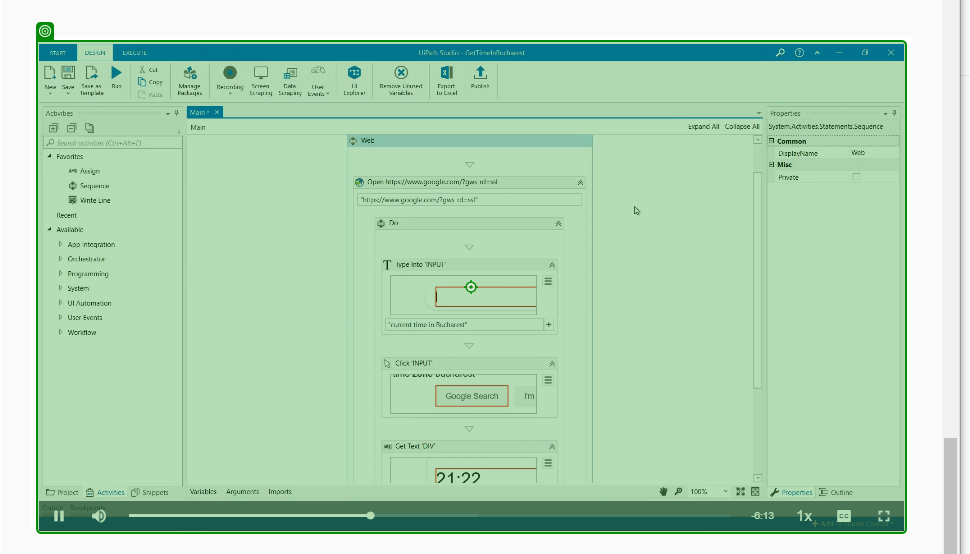 START DESIGN EXECUTE UiPath Studio - GetTimeInBucharest
New Save Save as Template Run Cut Copy Paste Manage Packages Recording Screen Scraping Data Scraping User Events UI Explorer Remove Unused Variables Export to Excel Publish
Activities
Search activities (Ctrl+Alt+F)
Favorites
Assign
Sequence
Write Line
Recent
Available
App Integration
Orchestrator
Programming
System
UI Automation
User Events
Workflow
Main
Main Expand All Collapse All
Web
Open https://www.google.com/?gws_rd=ssl
"https://www.google.com/?gws_rd=ssl"
Do
Type Into 'INPUT'
"current time in Bucharest"
Click 'INPUT'
time zone bucharest
Google Search I'm
Get Text 'DIV'
21:22
Properties
System.Activities.Statements.Sequence
Common
DisplayName Web
Misc
Private
Project Activities Snippets Variables Arguments Imports 100% Properties Outline
Output Breakpoints
-6:13 1x CC